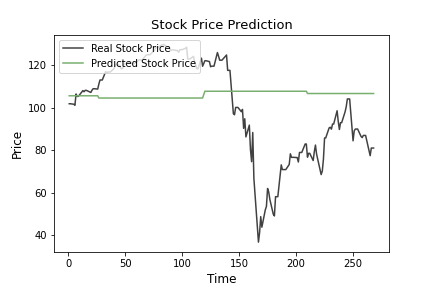 Stock Price Prediction
Real Stock Price
Predicted Stock Price
Price
120
100
80
60
40
0 50 100 150 200 250
Time